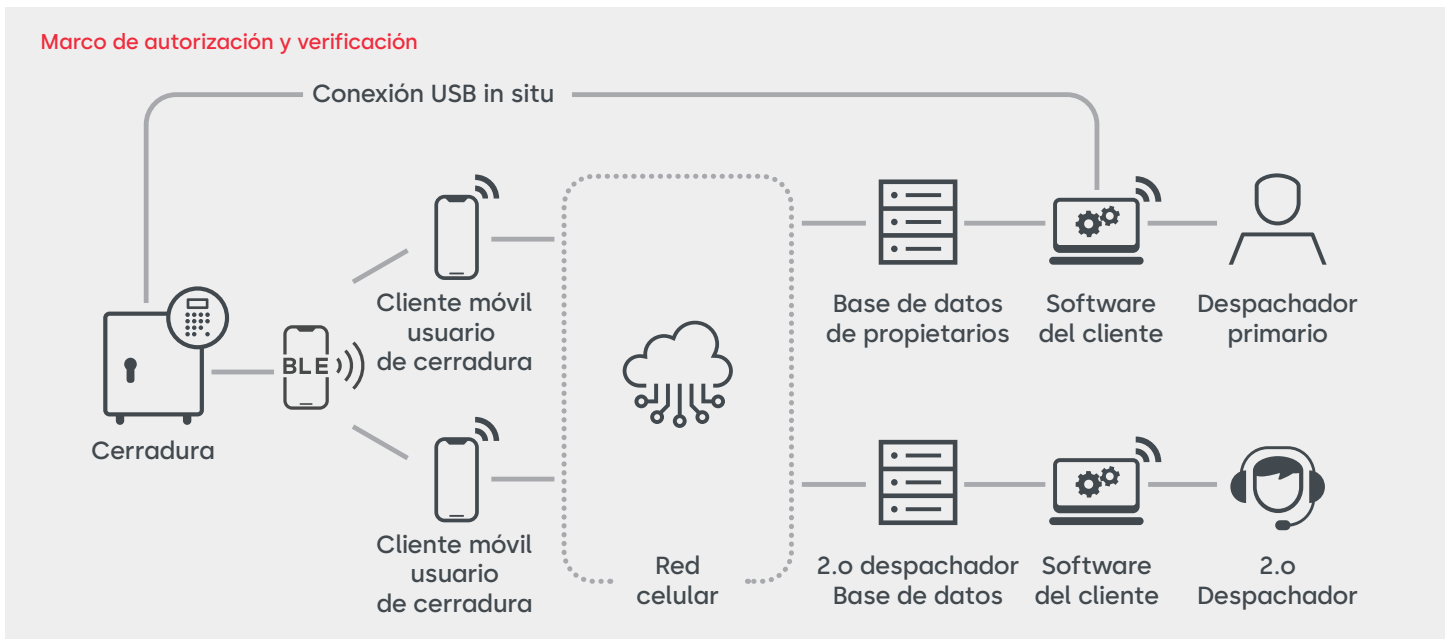 Marco de autorización y verificación
Conexión USB in situ
Cliente móvil
usuario
de cerradura
Base de datos
de propietarios
Software
del cliente
Despachador
primario
BLE
Cerradura
Cliente móvil
usuario
de cerradura
Red
celular
2.o despachador
Base de datos
Software
del cliente
2.o
Despachador